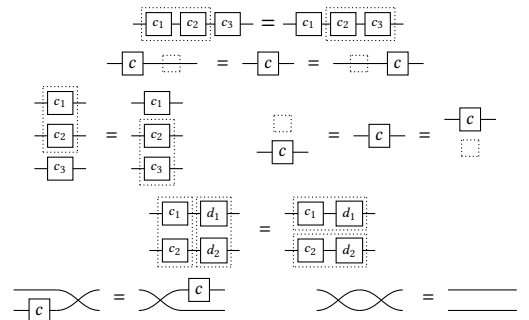 c₁ c₂ c₃ = c₁ c₂ c₃
c = c = c
c₁ c₁
c₂ = c₂ c = c = c
c₃ c₃
c₁ d₁ = c₁ d₁
c₂ d₂ c₂ d₂
c = c =